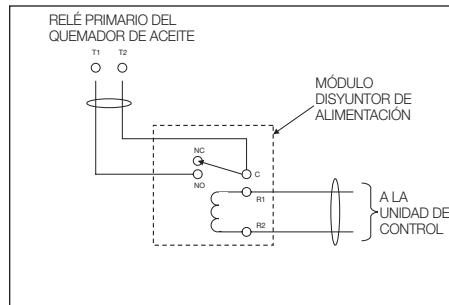 RELÉ PRIMARIO DEL
QUEMADOR DE ACEITE
T1 T2
MÓDULO
DISYUNTOR DE
ALIMENTACIÓN
NC
C
NO
R1
R2
A LA
UNIDAD DE
CONTROL